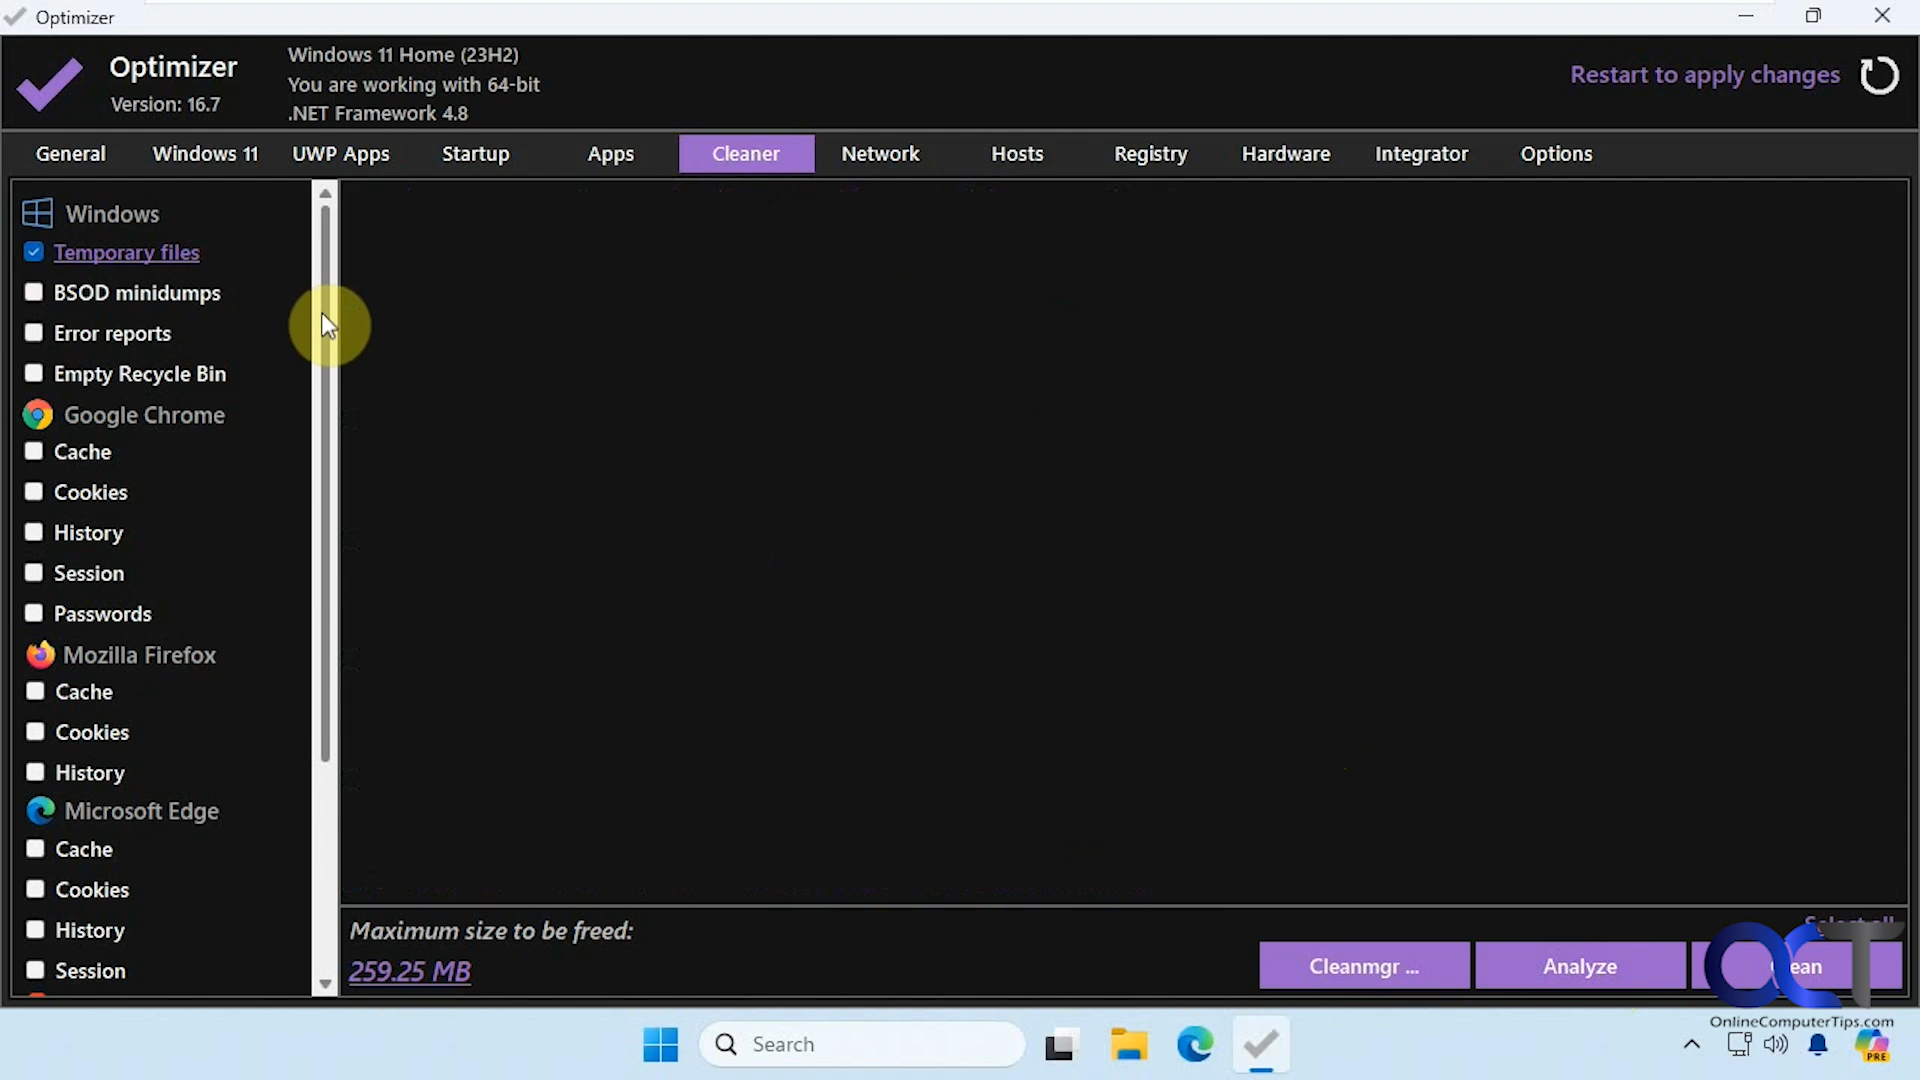 Optimizer
Optimizer
Version: 16.7
Windows 11 Home (23H2)
You are working with 64-bit
.NET Framework 4.8
Restart to apply changes
General Windows 11 UWP Apps Startup Apps Cleaner Network Hosts Registry Hardware Integrator Options
Windows
Temporary files
BSOD minidumps
Error reports
Empty Recycle Bin
Google Chrome
Cache
Cookies
History
Session
Passwords
Mozilla Firefox
Cache
Cookies
History
Microsoft Edge
Cache
Cookies
History
Session
Maximum size to be freed:
259.25 MB
Select all
Cleanmgr ... Analyze
OCT
OnlineComputerTips.com
Search
PRE